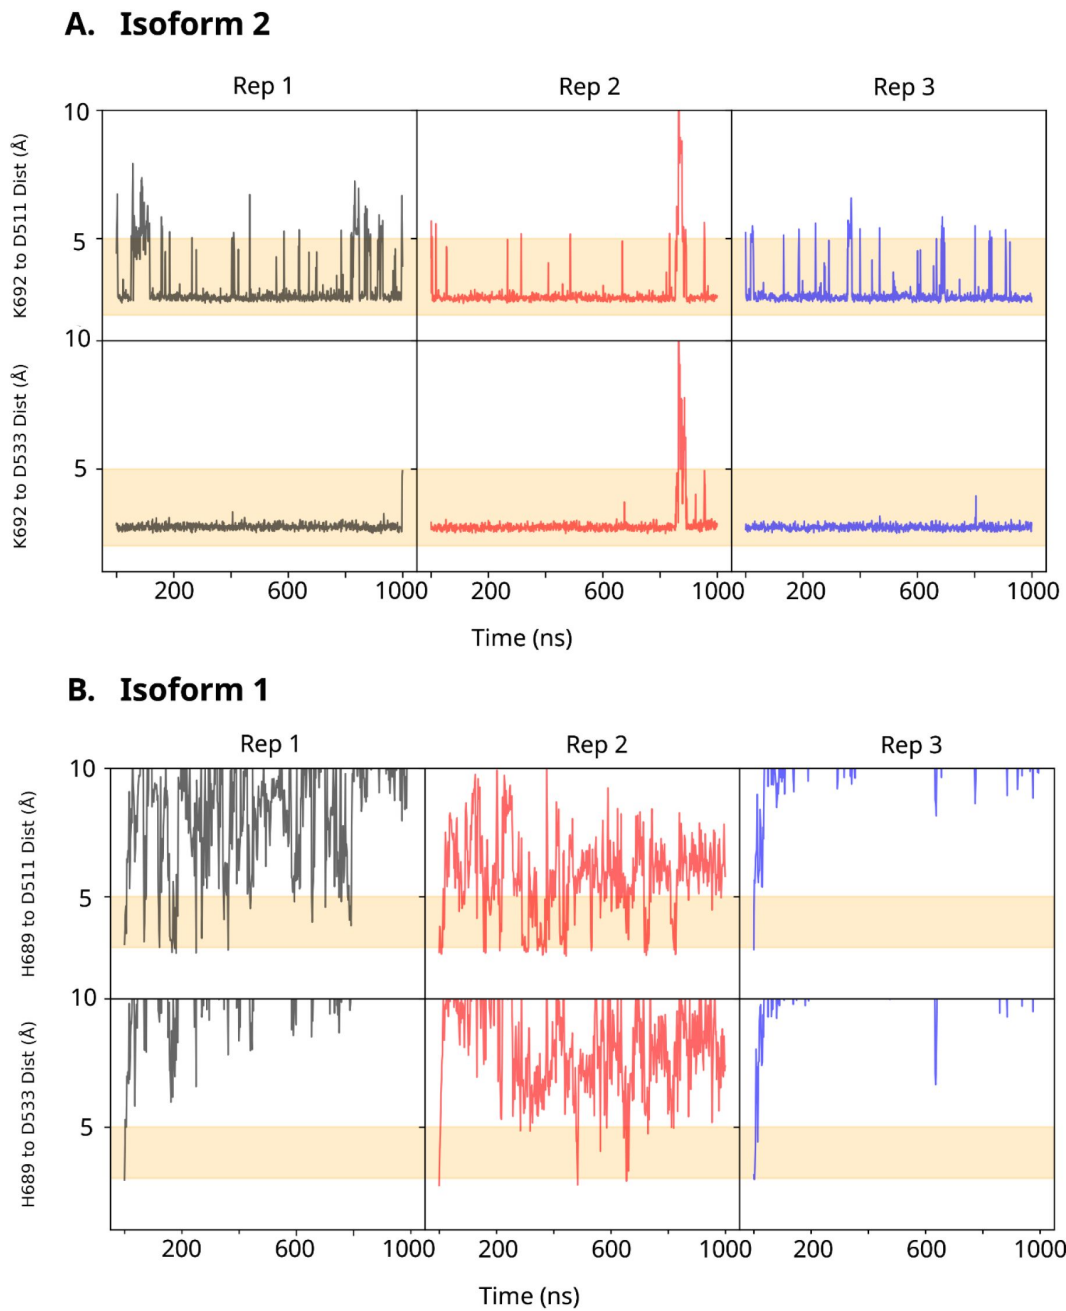 A. Isoform 2
Rep 1 Rep 2 Rep 3
10
K692 to D511 Dist (Å)
5
10
K692 to D533 Dist (Å)
5
200 600 1000 200 600 1000 200 600 1000
Time (ns)
B. Isoform 1
Rep 1 Rep 2 Rep 3
10
H689 to D511 Dist (Å)
5
10
H689 to D533 Dist (Å)
5
200 600 1000 200 600 1000 200 600 1000
Time (ns)